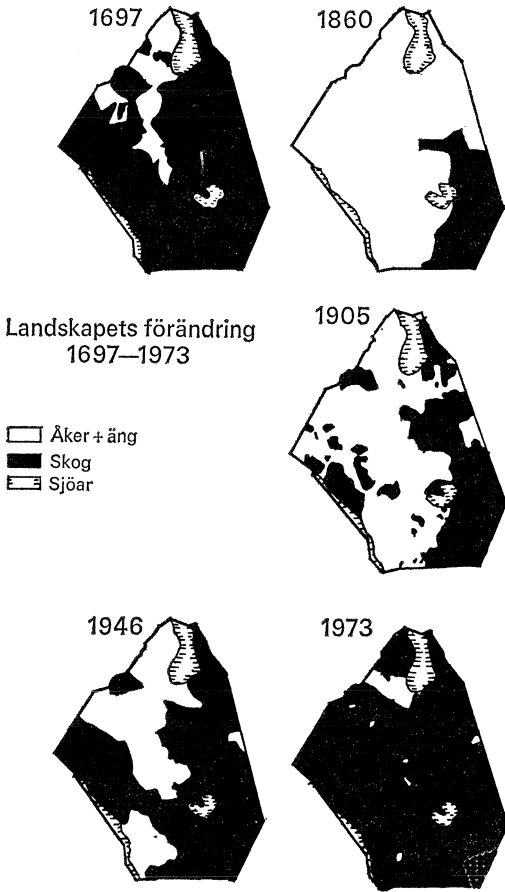 1697
1860
Landskapets förändring
1697—1973
1905
Åker + äng
Skog
Sjöar
1946
1973